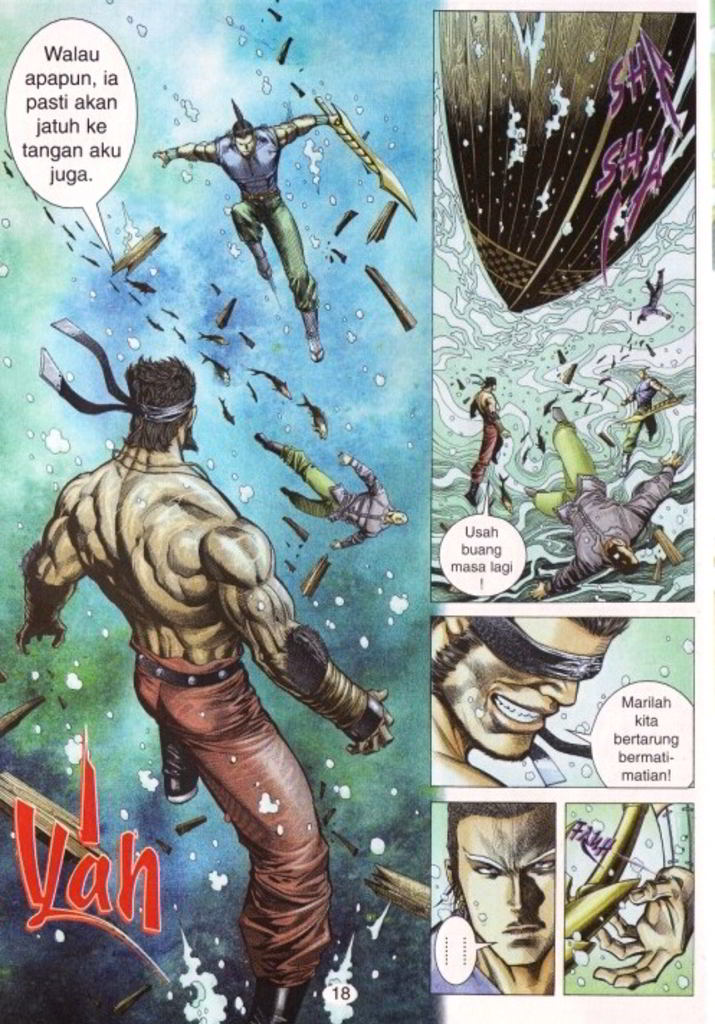 Walau
apapun, ia
pasti akan
jatuh ke
tangan aku
juga.
SHA
SHA
Usah
buang
masa lagi
!
Marilah
kita
bertarung
bermati-
matian!
.......
18